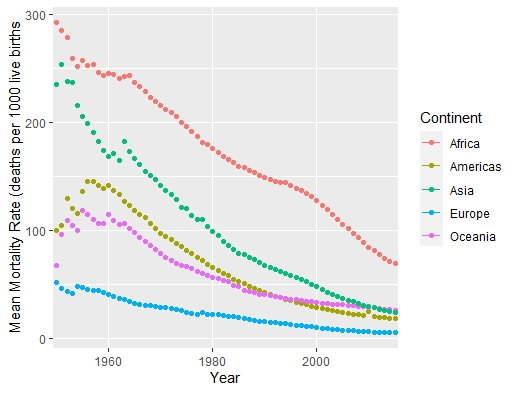 Mean Mortality Rate (deaths per 1000 live births
300
200
100
0
1960
1980
2000
Year
Continent
Africa
Americas
Asia
Europe
Oceania